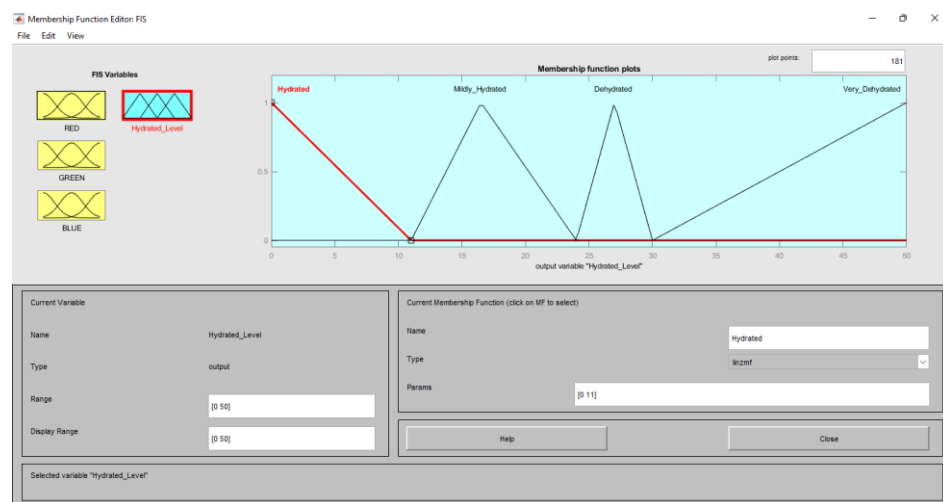 Membership Function Editor: FIS
File Edit View
FIS Variables
RED
Hydrated_Level
GREEN
BLUE
plot points:
181
Membership function plots
Hydrated
Mildly_Hydrated
Dehydrated
Very_Dehydrated
1
0.5
0
0 5 10 15 20 25 30 35 40 45 50
output variable "Hydrated_Level"
Current Variable
Name
Hydrated_Level
Type
output
Range
[0 50]
Display Range
[0 50]
Current Membership Function (click on MF to select)
Name
Hydrated
Type
linzmf
Params
[0 11]
Help
Close
Selected variable "Hydrated_Level"